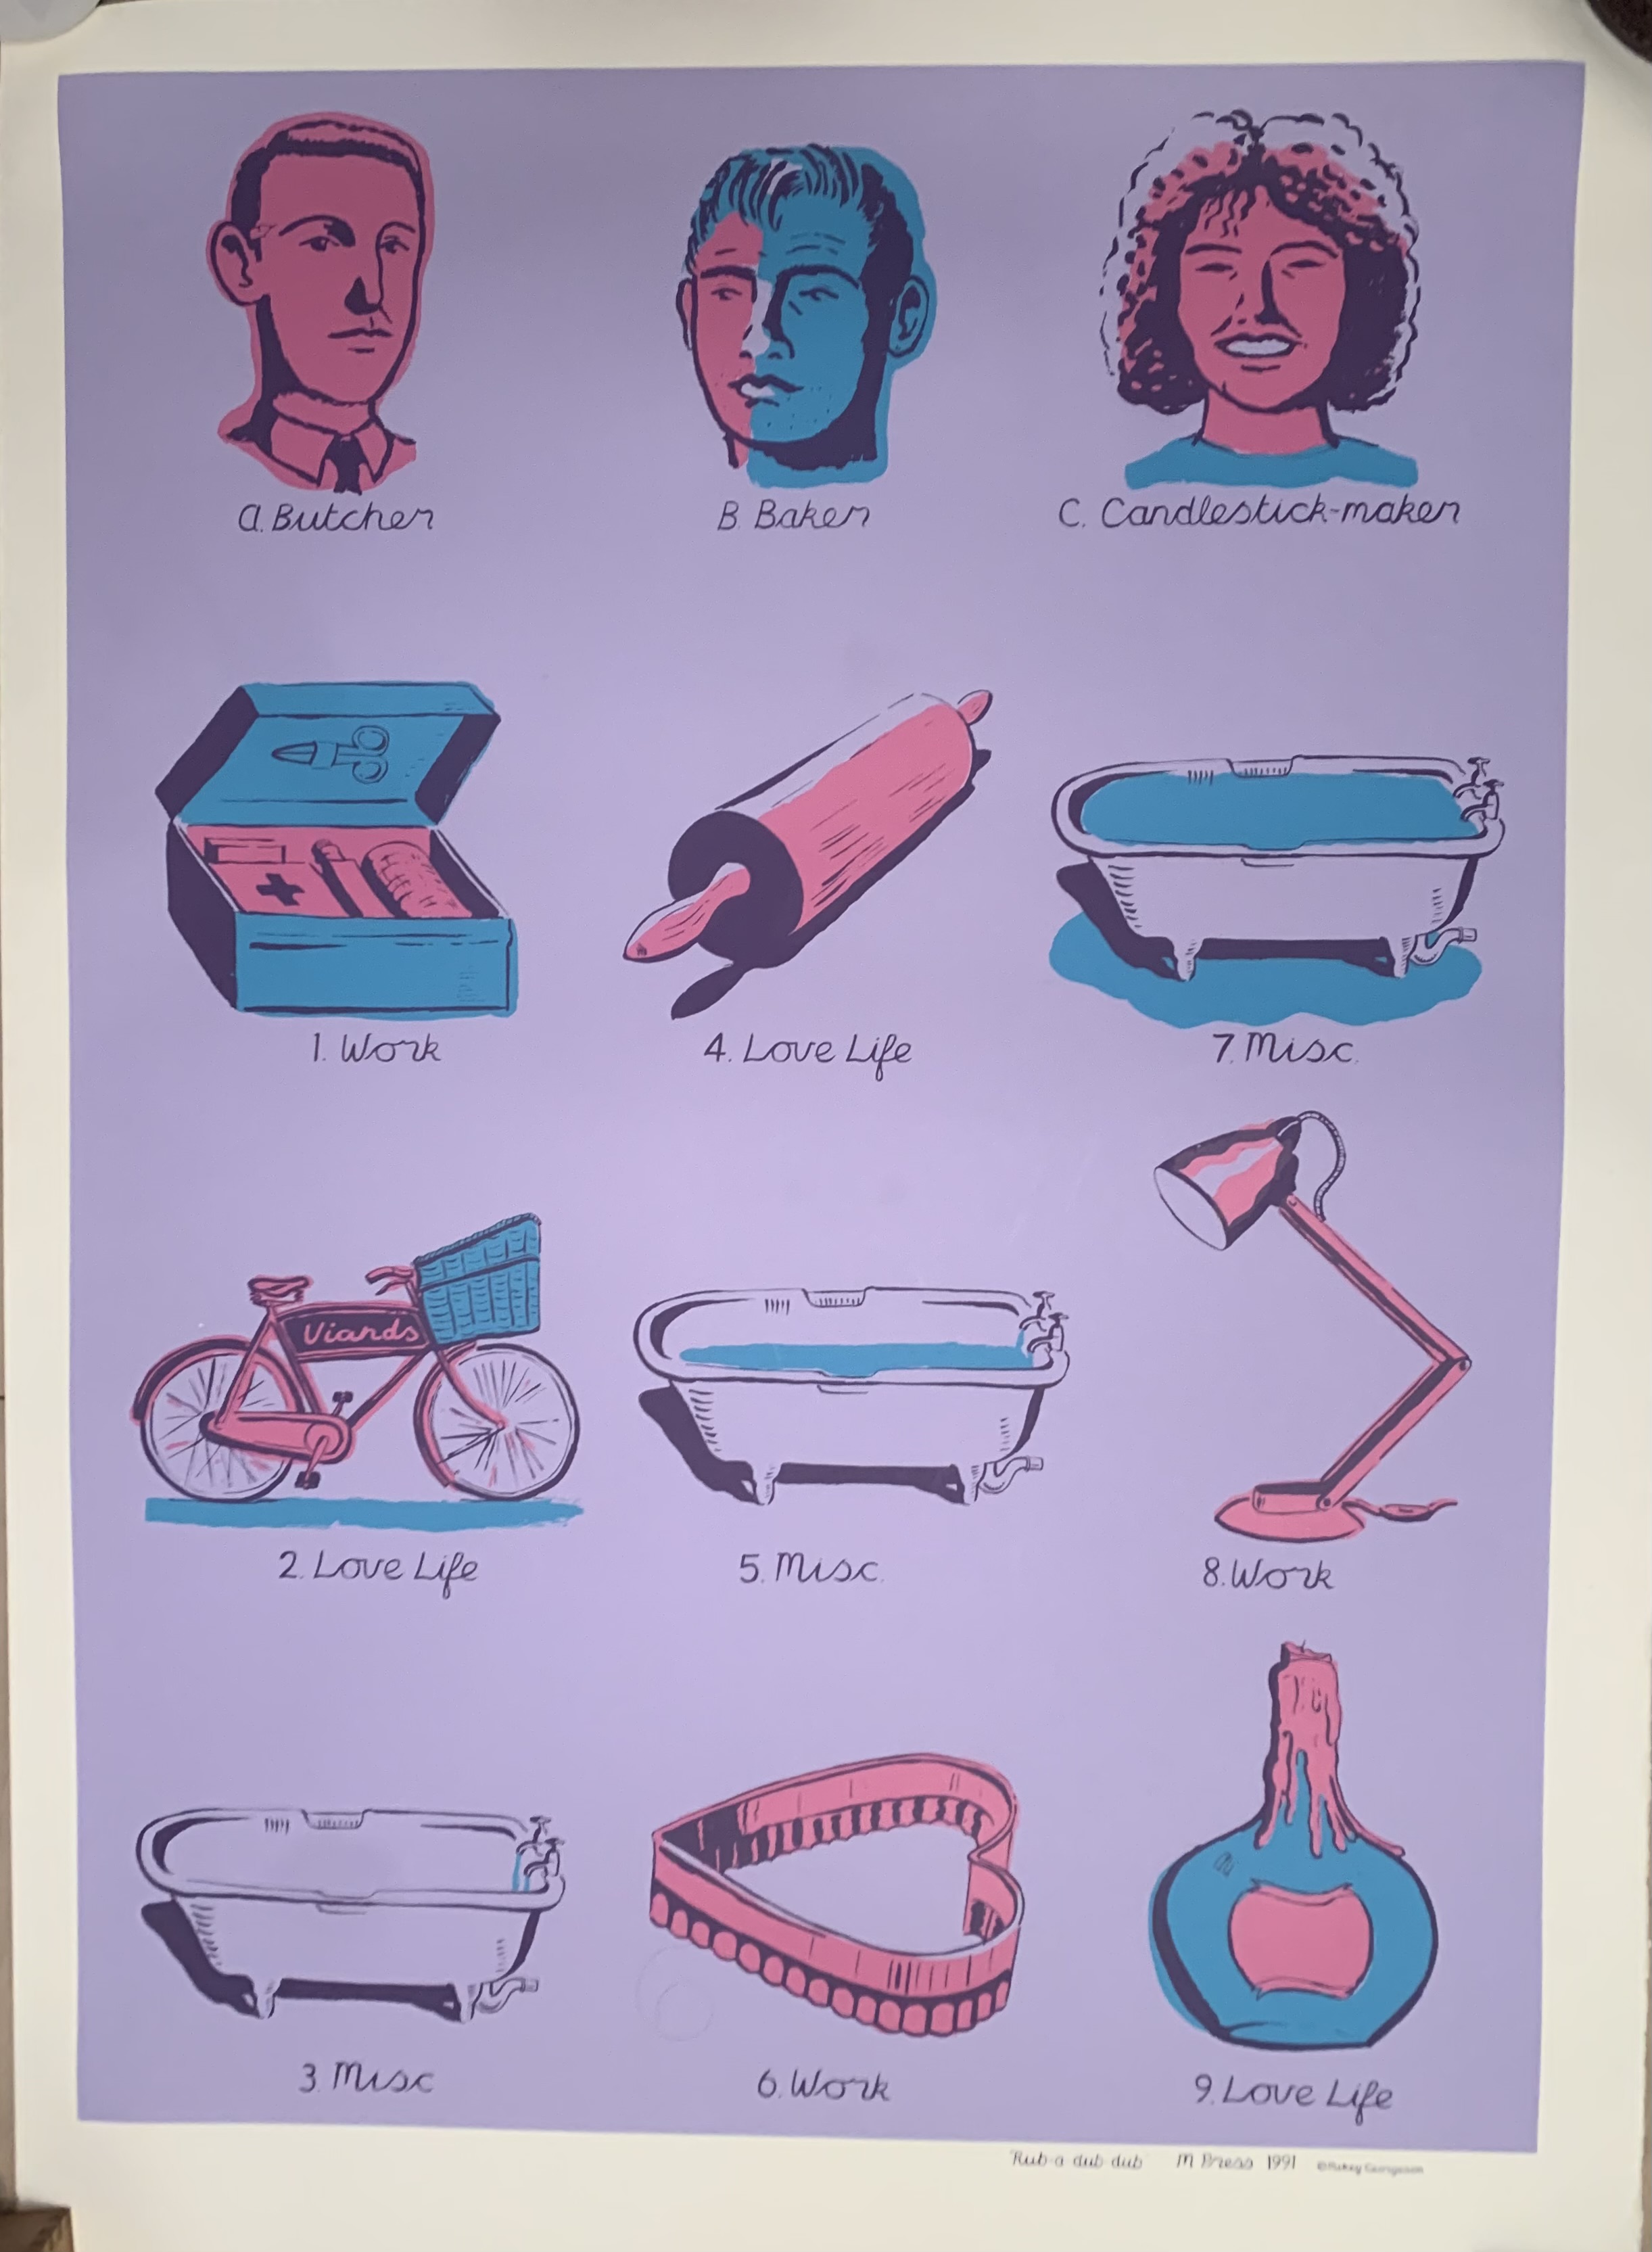 a. Butcher
B. Baker
C. Candlestick-maker
1. Work
4. Love Life
7. Misc.
Viands
2. Love Life
5. Misc.
8. Work
3. Misc
6. Work
9. Love Life
"Rub-a dub dub" M Press 1991 ©